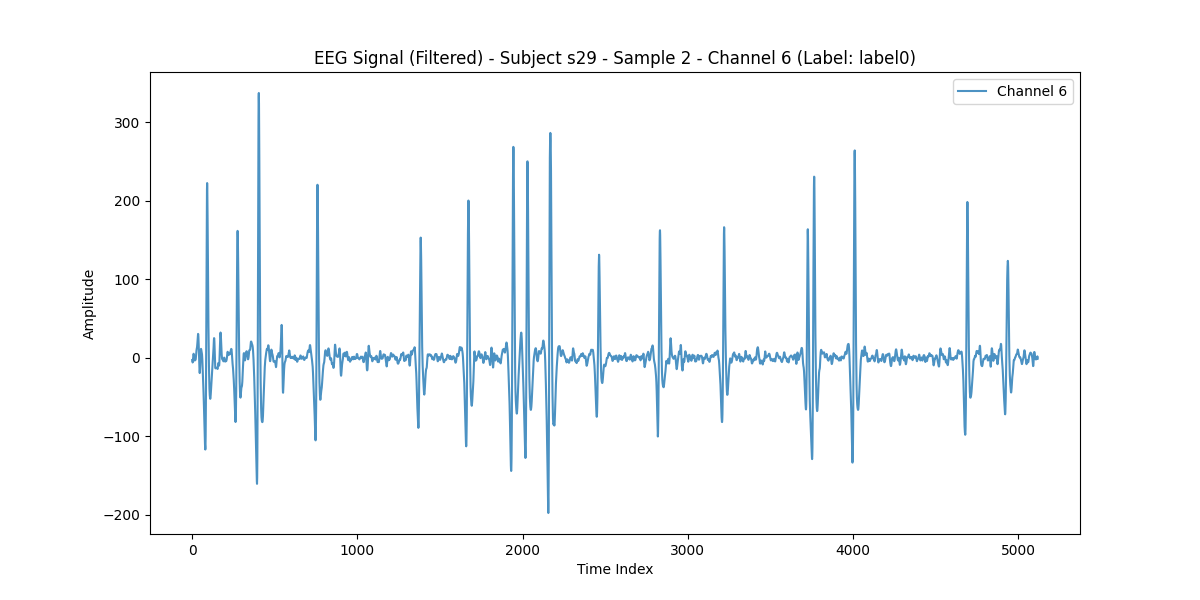 EEG Signal (Filtered) - Subject s29 - Sample 2 - Channel 6 (Label: label0)
Channel 6
300
200
100
0
−100
−200
Amplitude
0 1000 2000 3000 4000 5000
Time Index